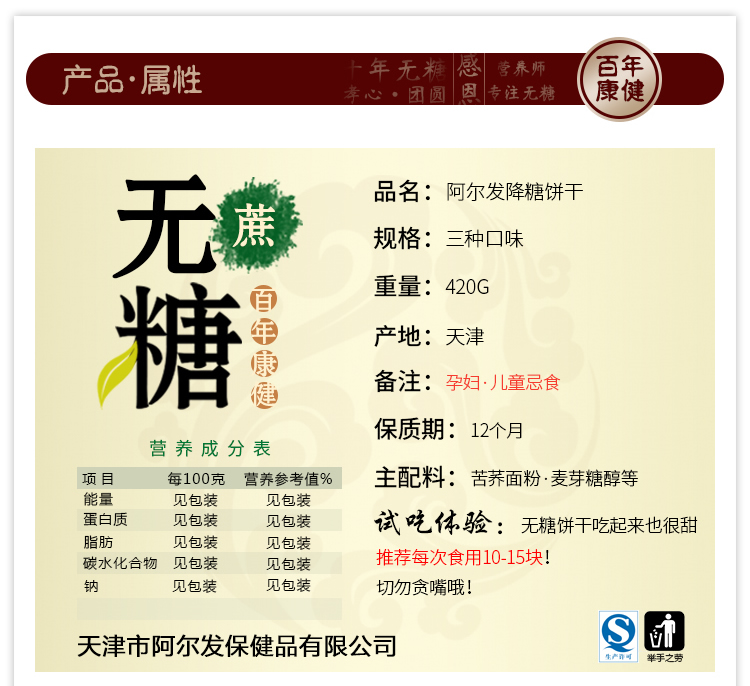 产品·属性
十年无糖
孝心·团圆
感恩
营养师
专注无糖
百年
康健
无蔗糖
百年康健
营养成分表
项目 每100克 营养参考值%
能量 见包装 见包装
蛋白质 见包装 见包装
脂肪 见包装 见包装
碳水化合物 见包装 见包装
钠 见包装 见包装
天津市阿尔发保健品有限公司
品名：阿尔发降糖饼干
规格：三种口味
重量：420G
产地：天津
备注：孕妇·儿童忌食
保质期：12个月
主配料：苦荞面粉·麦芽糖醇等
试吃体验：无糖饼干吃起来也很甜
推荐每次食用10-15块!
切勿贪嘴哦!
生产许可
举手之劳